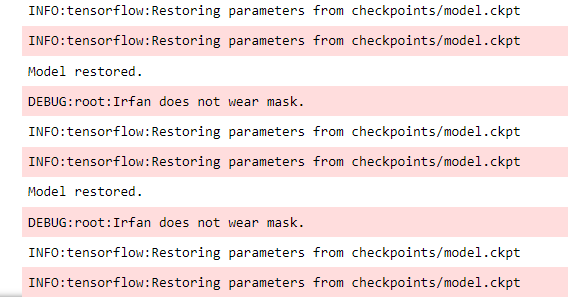 INFO:tensorflow:Restoring parameters from checkpoints/model.ckpt
INFO:tensorflow:Restoring parameters from checkpoints/model.ckpt
Model restored.
DEBUG:root:Irfan does not wear mask.
INFO:tensorflow:Restoring parameters from checkpoints/model.ckpt
INFO:tensorflow:Restoring parameters from checkpoints/model.ckpt
Model restored.
DEBUG:root:Irfan does not wear mask.
INFO:tensorflow:Restoring parameters from checkpoints/model.ckpt
INFO:tensorflow:Restoring parameters from checkpoints/model.ckpt